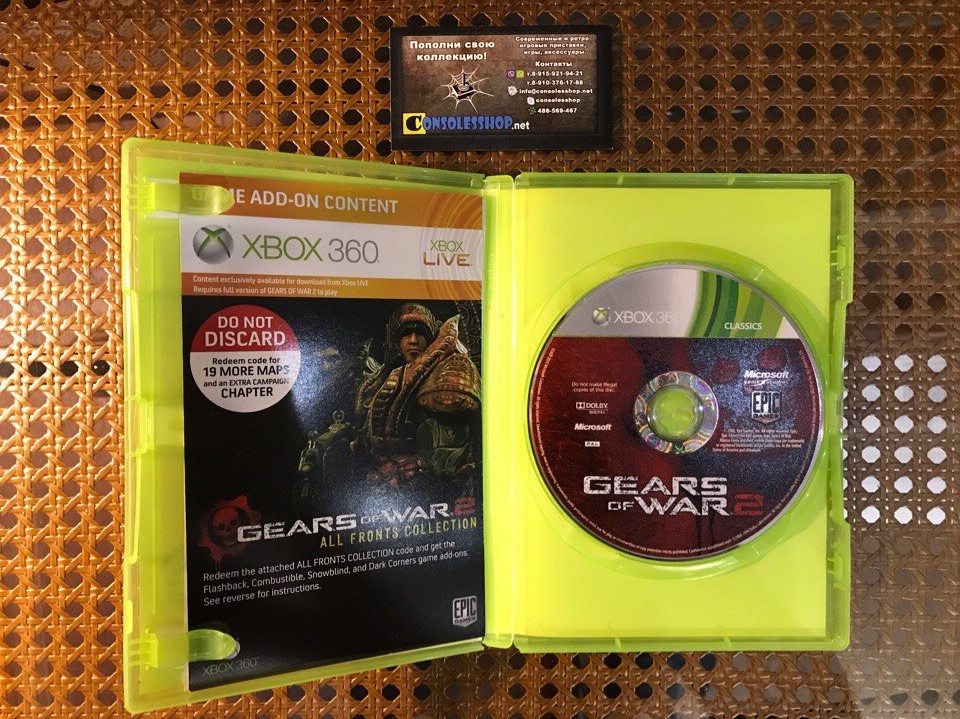 Пополни свою
коллекцию!
Современные и ретро
игровые приставки,
игры, аксессуары.
Контакты
т.8-915-921-94-21
т.8-910-376-17-88
info@consolesshop.net
consolesshop
486-569-467
CONSOLESSHOP.net
GAME ADD-ON CONTENT
XBOX 360
XBOX
LIVE
Content exclusively available for download from Xbox LIVE
Requires full version of GEARS OF WAR 2 to play
DO NOT
DISCARD
Redeem code for
19 MORE MAPS
and an EXTRA CAMPAIGN
CHAPTER
GEARS OF WAR 2
ALL FRONTS COLLECTION
Redeem the attached ALL FRONTS COLLECTION code and get the
Flashback, Combustible, Snowblind, and Dark Corners game add-ons.
See reverse for instructions.
EPIC
GAMES
XBOX 360
XBOX 36
CLASSICS
Do not make illegal
copies of this disc.
DOLBY
DIGITAL
Microsoft
PAL
Microsoft
game studios
EPIC
GAMES
GEARS
OF WAR 2